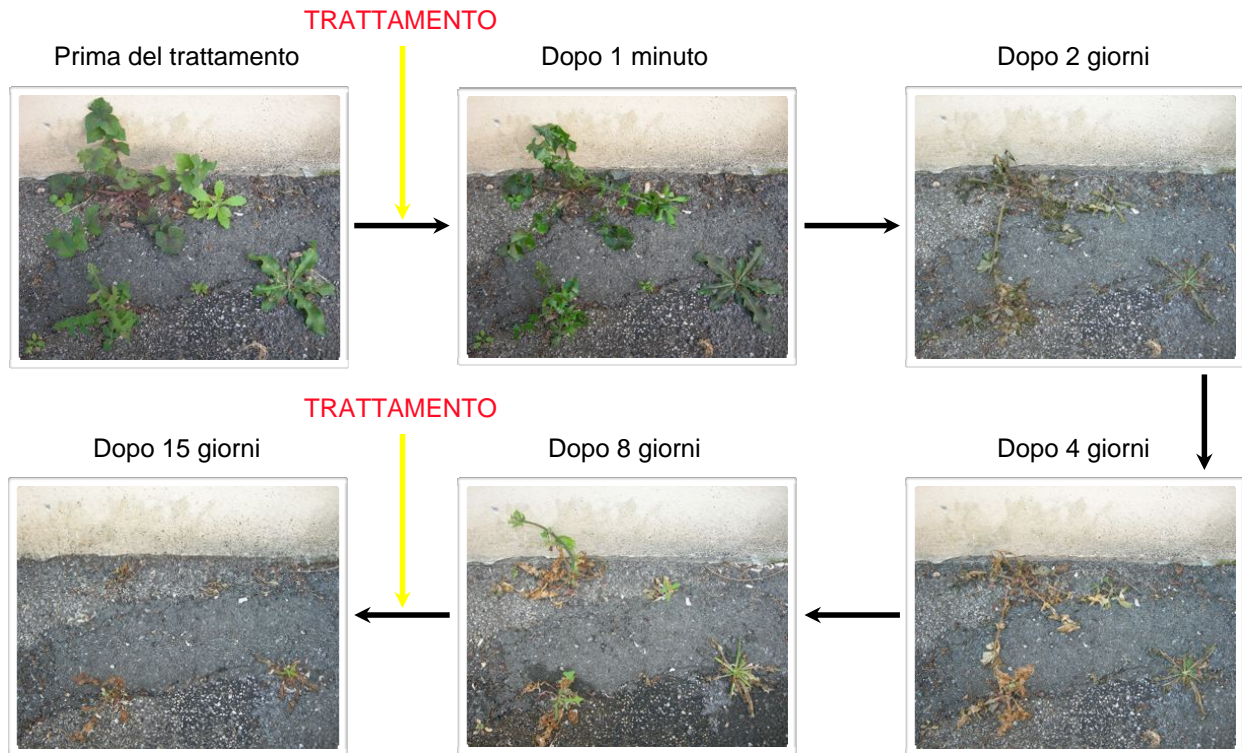 TRATTAMENTO
Prima del trattamento
Dopo 1 minuto
Dopo 2 giorni
TRATTAMENTO
Dopo 15 giorni
Dopo 8 giorni
Dopo 4 giorni